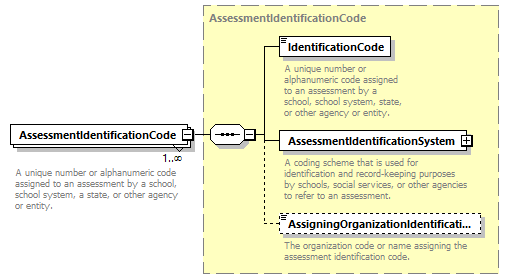 AssessmentIdentificationCode
IdentificationCode
A unique number or
alphanumeric code assigned
to an assessment by a
school, school system, state,
or other agency or entity.
AssessmentIdentificationCode
1..∞
A unique number or alphanumeric code
assigned to an assessment by a school,
school system, a state, or other agency
or entity.
AssessmentIdentificationSystem
A coding scheme that is used for
identification and record-keeping purposes
by schools, social services, or other agencies
to refer to an assessment.
AssigningOrganizationIdentificati...
The organization code or name assigning the
assessment identification code.